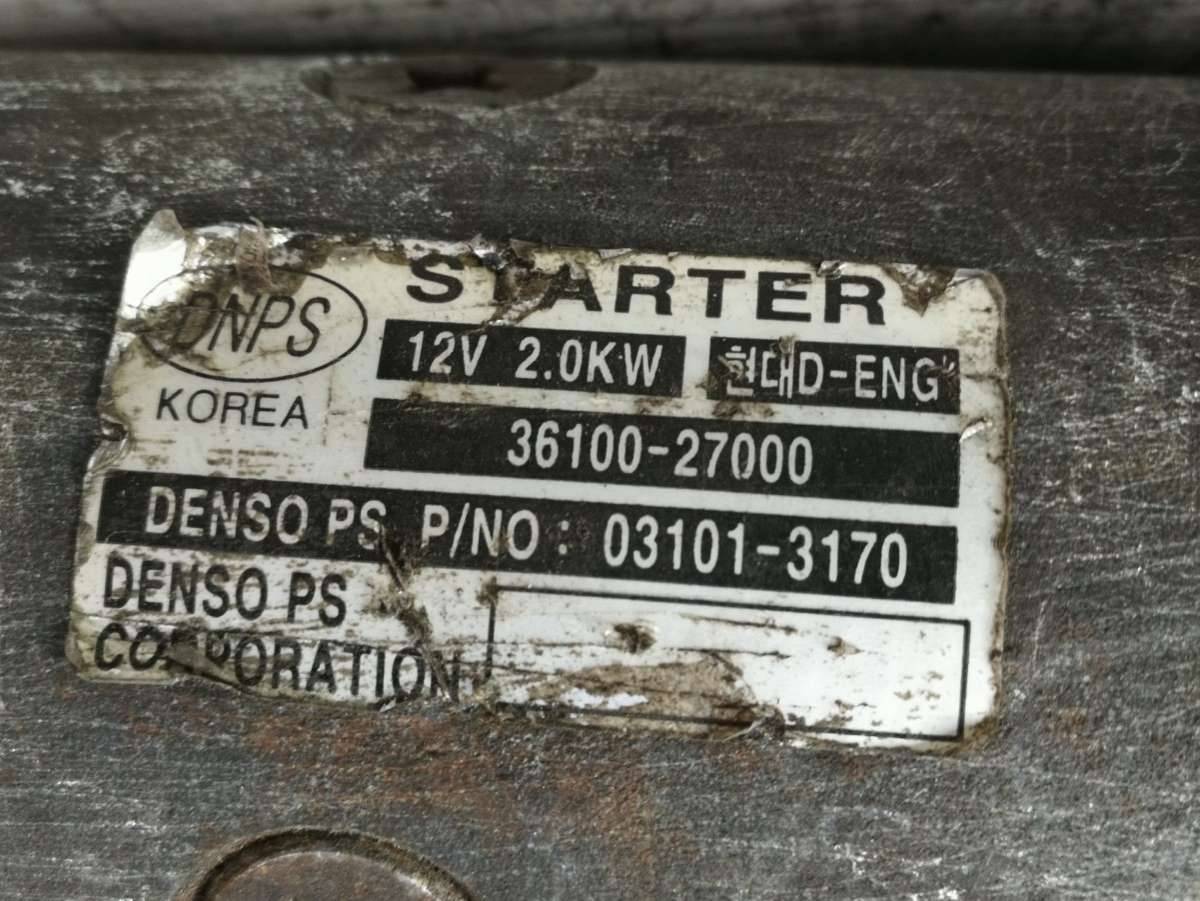 STARTER
DNPS
KOREA
12V 2.0KW
현대D-ENG'
36100-27000
DENSO PS P/NO : 03101-3170
DENSO PS
CORPORATION